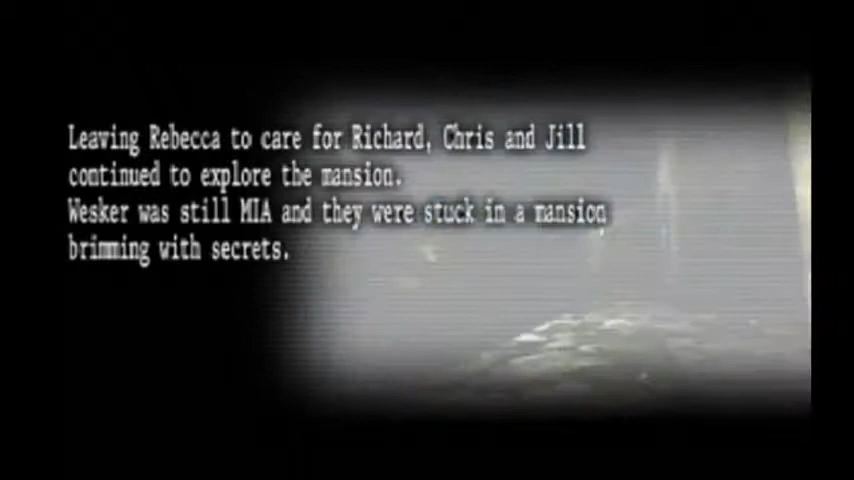 Leaving Rebecca to care for Richard, Chris and Jill
continued to explore the mansion.
Wesker was still MIA and they were stuck in a mansion
brimming with secrets.